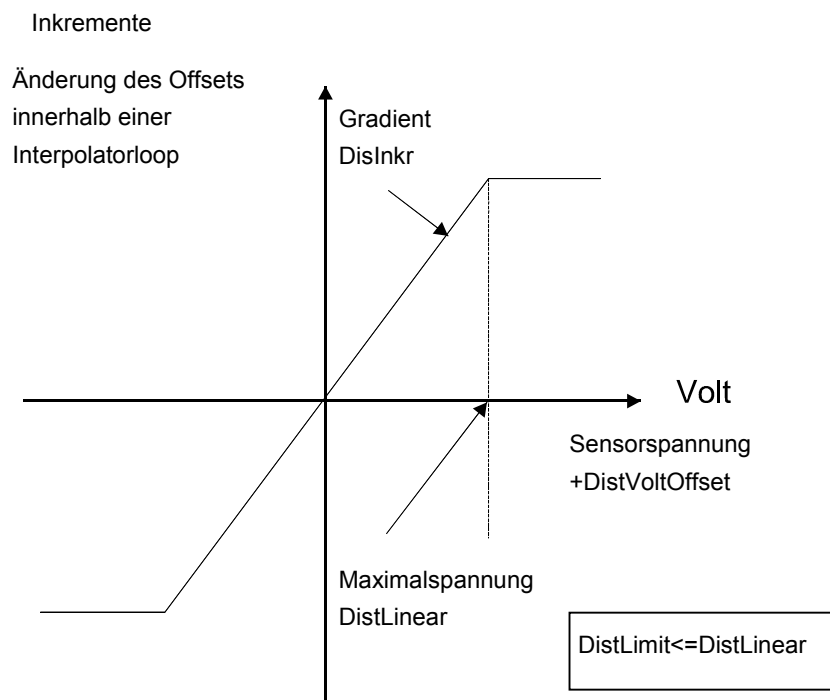 Inkremente
Änderung des Offsets
innerhalb einer
Interpolatorloop
Gradient
DisInkr
Volt
Sensorspannung
+DistVoltOffset
Maximalspannung
DistLinear
DistLimit<=DistLinear